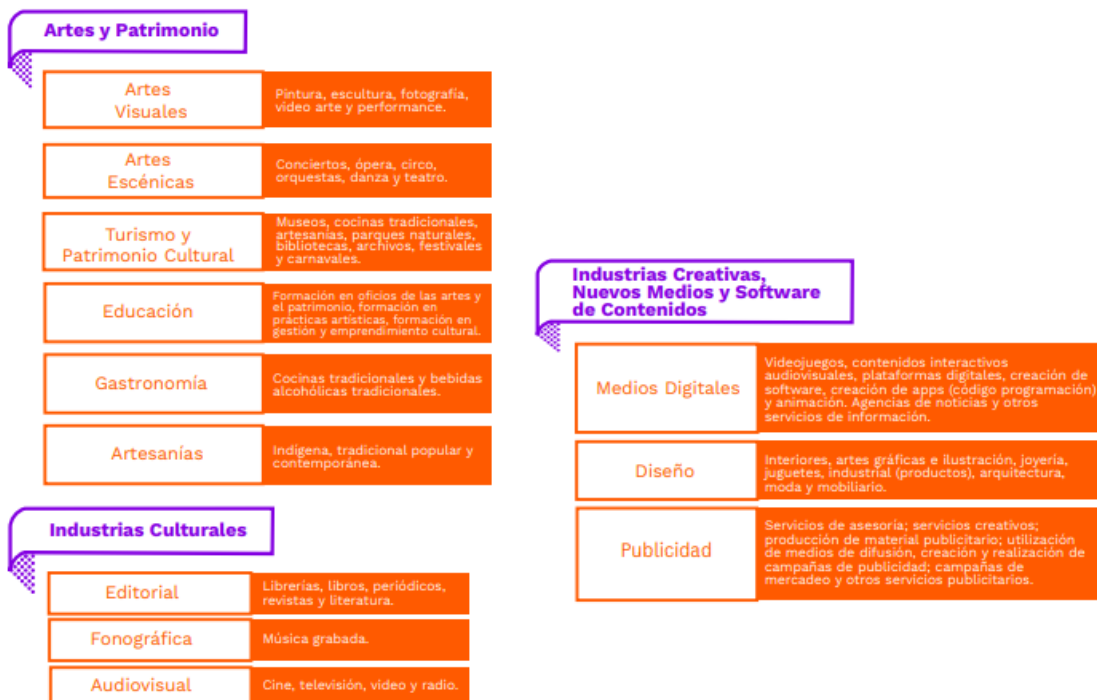 Artes y Patrimonio
Artes
Visuales
Pintura, escultura, fotografía,
video arte y performance.
Artes
Escénicas
Conciertos, ópera, circo,
orquestas, danza y teatro.
Turismo y
Patrimonio Cultural
Museos, cocinas tradicionales,
artesanías, parques naturales,
bibliotecas, archivos, festivales
y carnavales.
Educación
Formación en oficios de las artes y
el patrimonio, formación en
prácticas artísticas, formación en
gestión y emprendimiento cultural.
Gastronomía
Cocinas tradicionales y bebidas
alcohólicas tradicionales.
Artesanías
Indígena, tradicional popular y
contemporánea.
Industrias Culturales
Editorial
Librerías, libros, periódicos,
revistas y literatura.
Fonográfica
Música grabada.
Audiovisual
Cine, televisión, video y radio.
Industrias Creativas,
Nuevos Medios y Software
de Contenidos
Medios Digitales
Videojuegos, contenidos interactivos
audiovisuales, plataformas digitales, creación de
software, creación de apps (código programación)
y animación. Agencias de noticias y otros
servicios de información.
Diseño
Interiores, artes gráficas e ilustración, joyería,
juguetes, industrial (productos), arquitectura,
moda y mobiliario.
Publicidad
Servicios de asesoría; servicios creativos;
producción de material publicitario; utilización
de medios de difusión, creación y realización de
campañas de publicidad; campañas de
mercadeo y otros servicios publicitarios.